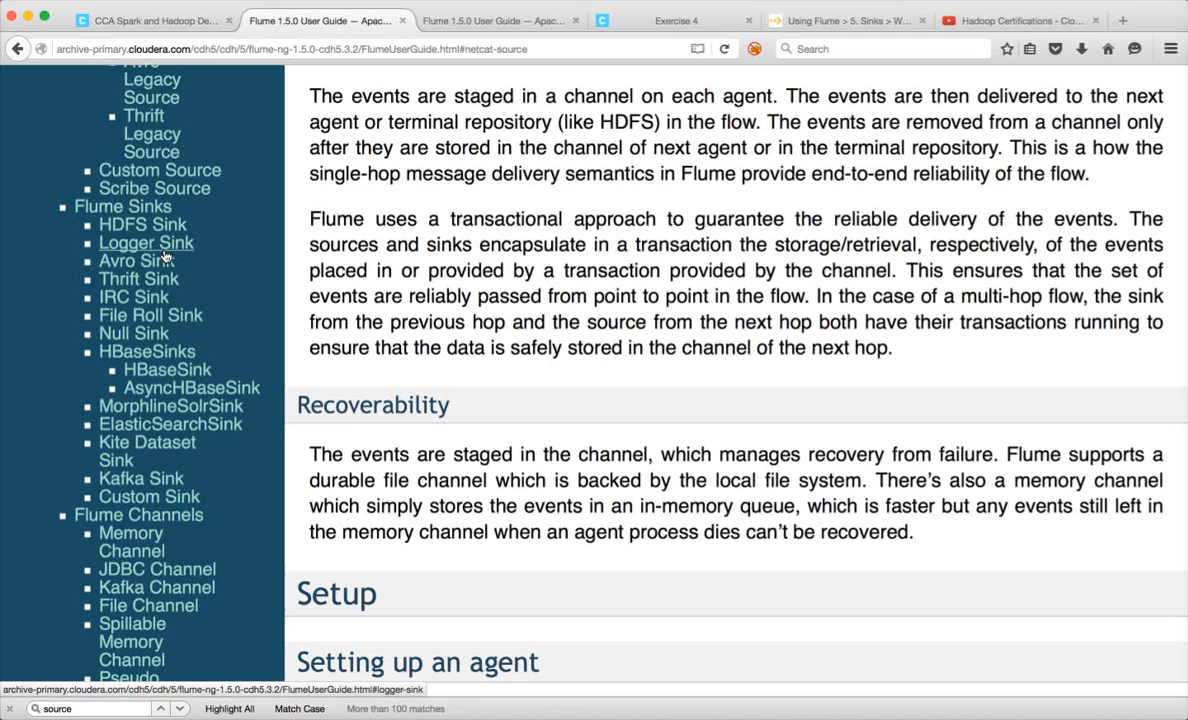 CCA Spark and Hadoop De...
Flume 1.5.0 User Guide — Apac...
Flume 1.5.0 User Guide — Apac...
Exercise 4
Using Flume > 5. Sinks > W...
Hadoop Certifications - Clo...
archive-primary.cloudera.com/cdh5/cdh/5/flume-ng-1.5.0-cdh5.3.2/FlumeUserGuide.html#netcat-source
Search
Avro
Legacy
Source
Thrift
Legacy
Source
Custom Source
Scribe Source
Flume Sinks
HDFS Sink
Logger Sink
Avro Sink
Thrift Sink
IRC Sink
File Roll Sink
Null Sink
HBaseSinks
HBaseSink
AsyncHBaseSink
MorphlineSolrSink
ElasticSearchSink
Kite Dataset
Sink
Kafka Sink
Custom Sink
Flume Channels
Memory
Channel
JDBC Channel
Kafka Channel
File Channel
Spillable
Memory
Channel
Pseudo
The events are staged in a channel on each agent. The events are then delivered to the next
agent or terminal repository (like HDFS) in the flow. The events are removed from a channel only
after they are stored in the channel of next agent or in the terminal repository. This is a how the
single-hop message delivery semantics in Flume provide end-to-end reliability of the flow.
Flume uses a transactional approach to guarantee the reliable delivery of the events. The
sources and sinks encapsulate in a transaction the storage/retrieval, respectively, of the events
placed in or provided by a transaction provided by the channel. This ensures that the set of
events are reliably passed from point to point in the flow. In the case of a multi-hop flow, the sink
from the previous hop and the source from the next hop both have their transactions running to
ensure that the data is safely stored in the channel of the next hop.
Recoverability
The events are staged in the channel, which manages recovery from failure. Flume supports a
durable file channel which is backed by the local file system. There's also a memory channel
which simply stores the events in an in-memory queue, which is faster but any events still left in
the memory channel when an agent process dies can't be recovered.
Setup
Setting up an agent
archive-primary.cloudera.com/cdh5/cdh/5/flume-ng-1.5.0-cdh5.3.2/FlumeUserGuide.html#logger-sink
source
Highlight All
Match Case
More than 100 matches